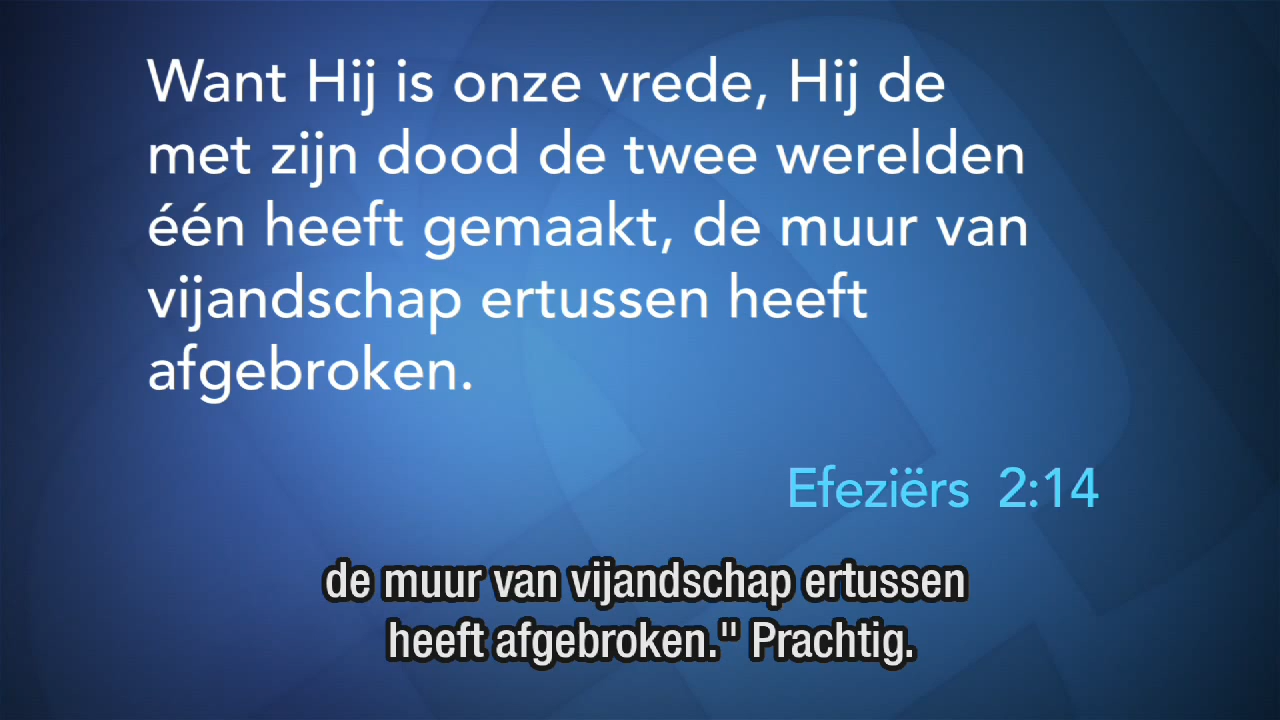 Want Hij is onze vrede, Hij de
met zijn dood de twee werelden
één heeft gemaakt, de muur van
vijandschap ertussen heeft
afgebroken.
Efeziërs 2:14
de muur van vijandschap ertussen
heeft afgebroken." Prachtig.